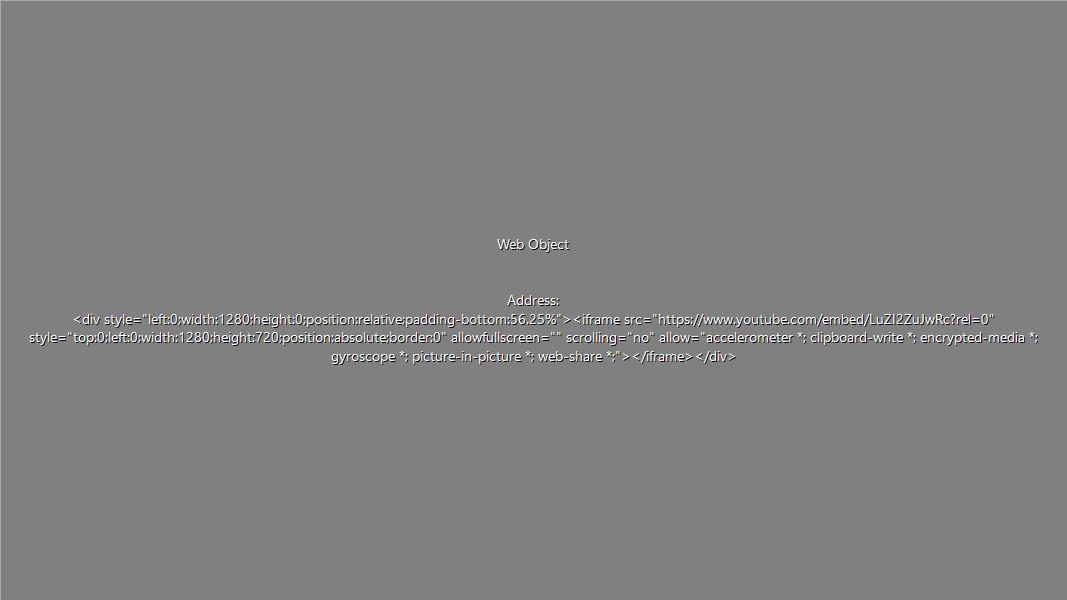 Web Object
Address:
<div style="left:0;width:1280;height:0;position:relative;padding-bottom:56.25%"><iframe src="https://www.youtube.com/embed/LuZI2ZuJwRc?rel=0"
style="top:0;left:0;width:1280;height:720;position:absolute;border:0" allowfullscreen="" scrolling="no" allow="accelerometer *; clipboard-write *; encrypted-media *;
gyroscope *; picture-in-picture *; web-share *;"></iframe></div>